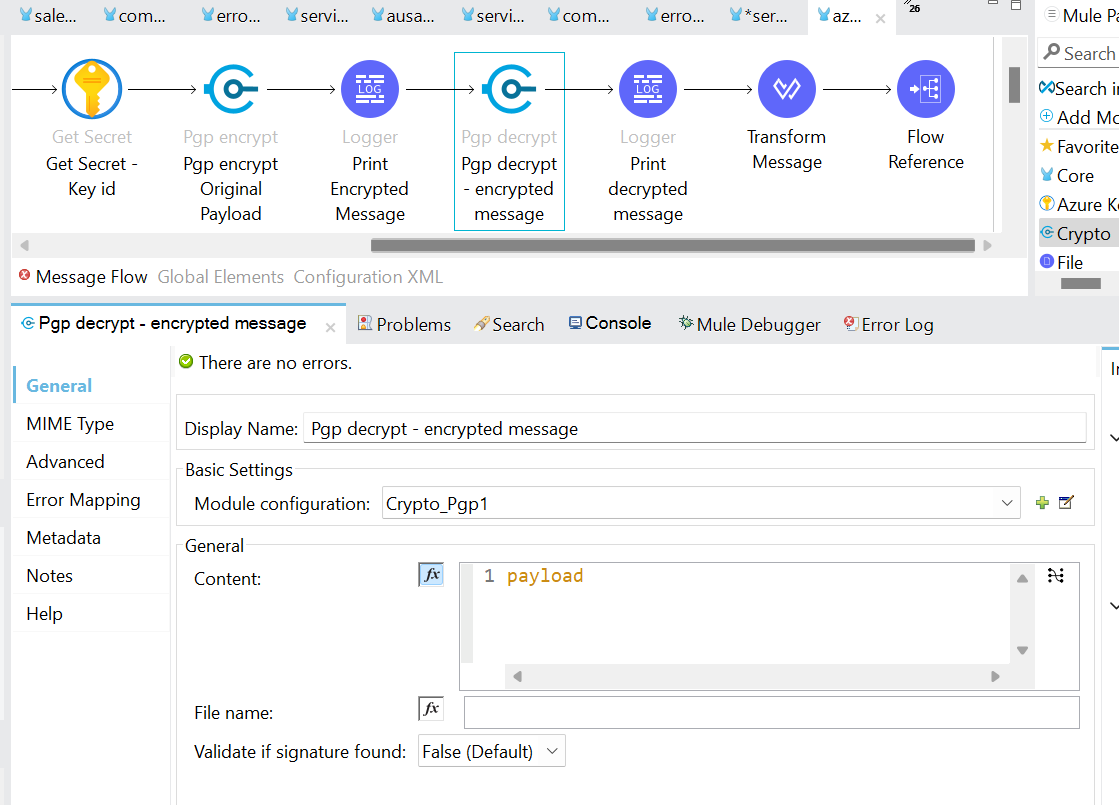 sale...
com...
erro...
servi...
ausa...
servi...
com...
erro...
*ser...
az...
26
Mule Pa
Get Secret
Get Secret -
Key id
Pgp encrypt
Pgp encrypt
Original
Payload
Logger
LOG
Print
Encrypted
Message
Pgp decrypt
Pgp decrypt
- encrypted
message
Logger
LOG
Print
decrypted
message
Transform
Message
Flow
Reference
Search
Search in
Add Mo
Favorite
Core
Azure Ke
Crypto
File
Message Flow
Global Elements
Configuration XML
Pgp decrypt - encrypted message
Problems
Search
Console
Mule Debugger
Error Log
There are no errors.
General
MIME Type
Advanced
Error Mapping
Metadata
Notes
Help
Display Name: Pgp decrypt - encrypted message
Basic Settings
Module configuration: Crypto_Pgp1
General
Content: fx 1 payload
File name: fx
Validate if signature found: False (Default)